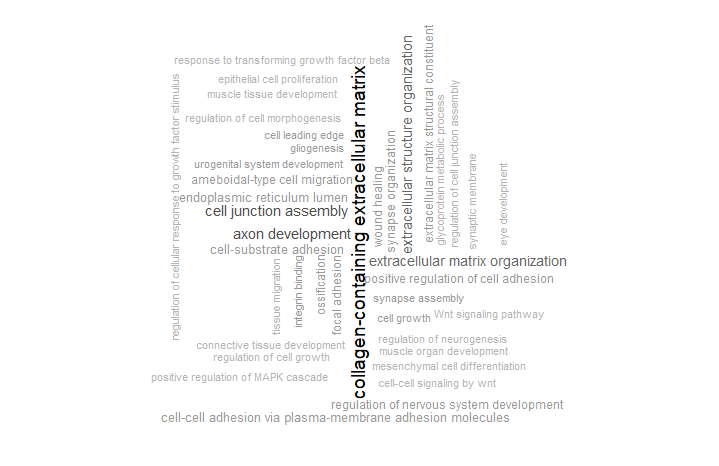 response to transforming growth factor beta
epithelial cell proliferation
muscle tissue development
regulation of cell morphogenesis
cell leading edge
gliogenesis
urogenital system development
ameboidal-type cell migration
endoplasmic reticulum lumen
cell junction assembly
axon development
cell-substrate adhesion
regulation of cellular response to growth factor stimulus
tissue migration
integrin binding
ossification
focal adhesion
collagen-containing extracellular matrix
wound healing
synapse organization
extracellular structure organization
extracellular matrix structural constituent
glycoprotein metabolic process
regulation of cell junction assembly
synaptic membrane
eye development
extracellular matrix organization
positive regulation of cell adhesion
synapse assembly
cell growth
Wnt signaling pathway
connective tissue development
regulation of cell growth
positive regulation of MAPK cascade
regulation of neurogenesis
muscle organ development
mesenchymal cell differentiation
cell-cell signaling by wnt
regulation of nervous system development
cell-cell adhesion via plasma-membrane adhesion molecules